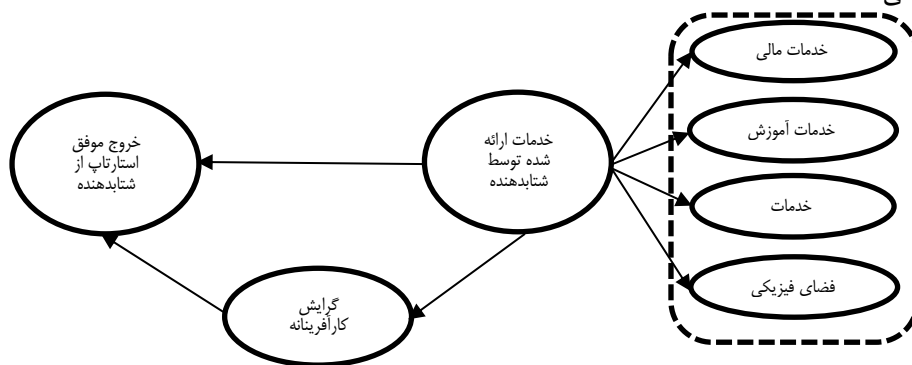 خدمات مالی
خدمات آموزش
خدمات
فضای فیزیکی
خدمات ارائه
شده توسط
شتابدهنده
خروج موفق
استارتاپ از
شتابدهنده
گرایش
کارآفرینانه